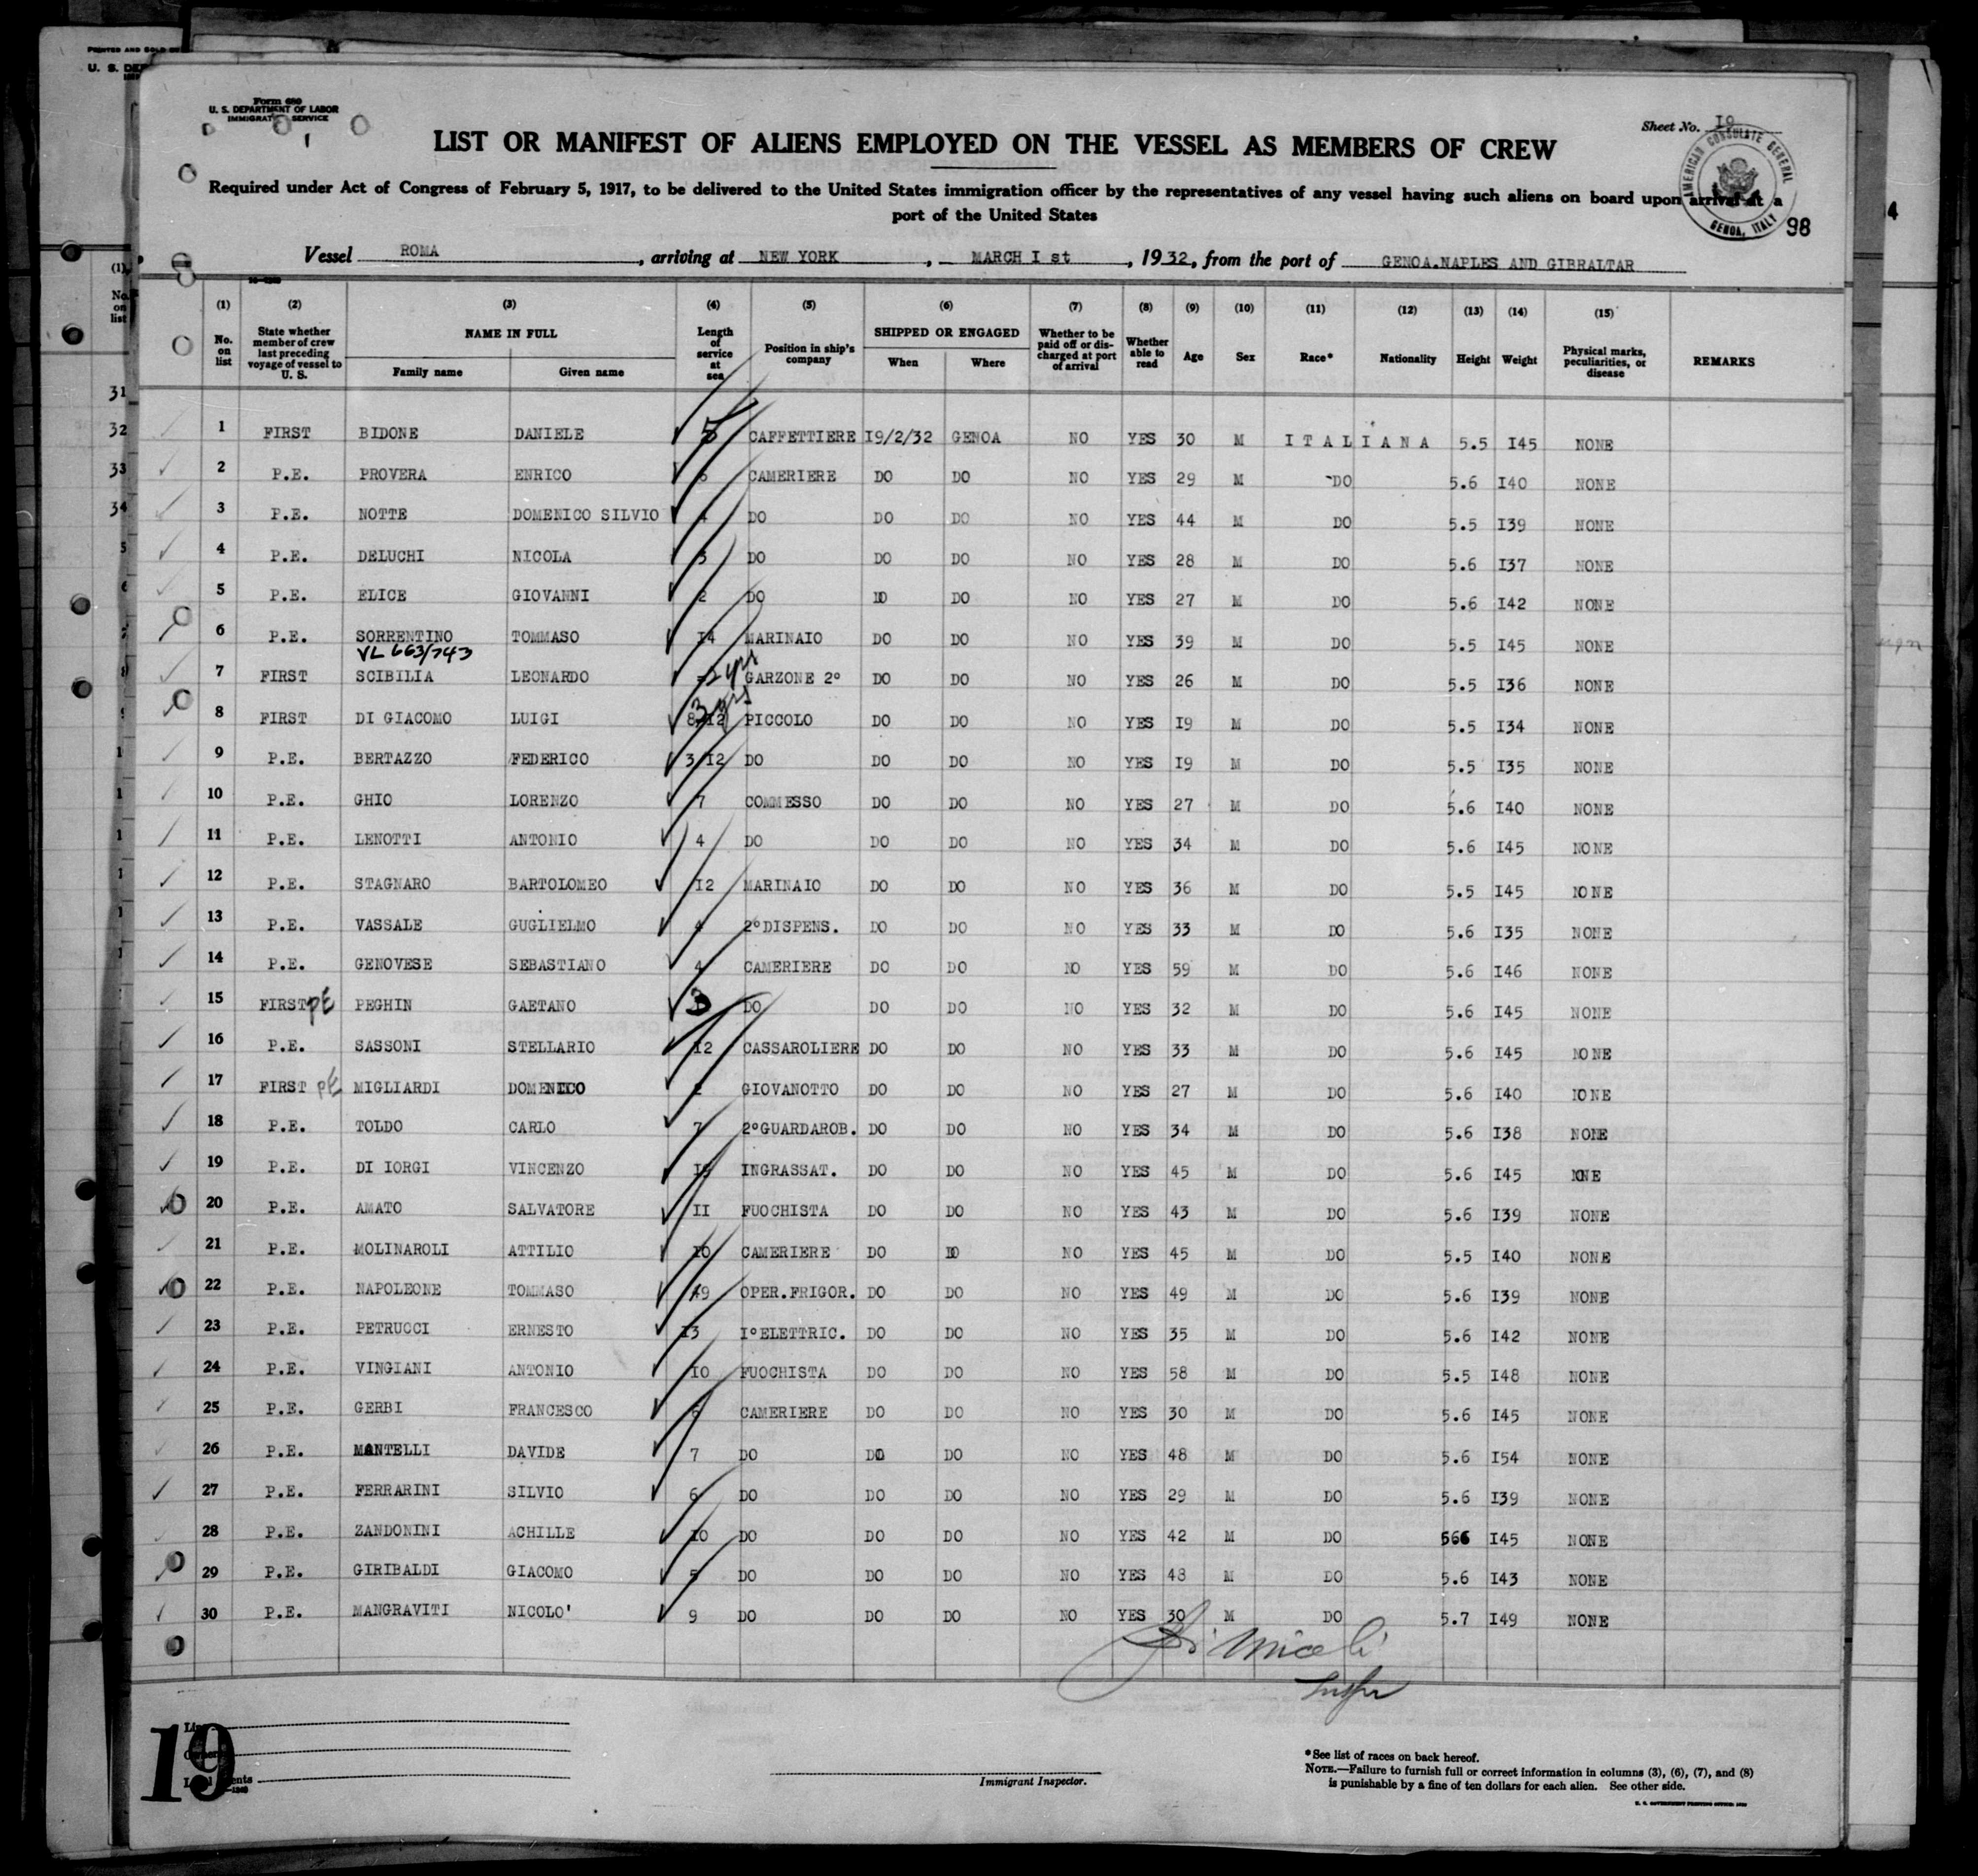 PRINTED AND SOLD
U. S. DEP
Form 680
U. S. DEPARTMENT OF LABOR
IMMIGRATION SERVICE
Sheet No. I9
LIST OR MANIFEST OF ALIENS EMPLOYED ON THE VESSEL AS MEMBERS OF CREW
AMERICAN CONSULATE GENERAL GENOA, ITALY
Required under Act of Congress of February 5, 1917, to be delivered to the United States immigration officer by the representatives of any vessel having such aliens on board upon arrival at a
port of the United States
98
4
Vessel ROMA, arriving at NEW YORK, MARCH I st, 1932, from the port of GENOA.NAPLES AND GIBRALTAR
(1) (2) (3) (4) (5) (6) (7) (8) (9) (10) (11) (12) (13) (14) (15)
No. on list State whether member of crew last preceding voyage of vessel to U. S. NAME IN FULL Family name Given name Length of service at sea Position in ship's company SHIPPED OR ENGAGED When Where Whether to be paid off or discharged at port of arrival Whether able to read Age Sex Race* Nationality Height Weight Physical marks, peculiarities, or disease REMARKS
1 FIRST BIDONE DANIELE 5 CAFFETTIERE I9/2/32 GENOA NO YES 30 M ITALIANA 5.5 I45 NONE
2 P.E. PROVERA ENRICO 6 CAMERIERE DO DO NO YES 29 M DO 5.6 I40 NONE
3 P.E. NOTTE DOMENICO SILVIO 4 DO DO DO NO YES 44 M DO 5.5 I39 NONE
4 P.E. DELUCHI NICOLA 3 DO DO DO NO YES 28 M DO 5.6 I37 NONE
5 P.E. ELICE GIOVANNI 2 DO DO DO NO YES 27 M DO 5.6 I42 NONE
6 P.E. SORRENTINO TOMMASO I4 MARINAIO DO DO NO YES 39 M DO 5.5 I45 NONE
VL 663/743
7 FIRST SCIBILIA LEONARDO GARZONE 2° DO DO NO YES 26 M DO 5.5 I36 NONE
8 FIRST DI GIACOMO LUIGI 8/12 3 yrs PICCOLO DO DO NO YES I9 M DO 5.5 I34 NONE
9 P.E. BERTAZZO FEDERICO 3/I2 DO DO DO NO YES I9 M DO 5.5 I35 NONE
10 P.E. GHIO LORENZO 7 COMMESSO DO DO NO YES 27 M DO 5.6 I40 NONE
11 P.E. LENOTTI ANTONIO 4 DO DO DO NO YES 34 M DO 5.6 I45 NONE
12 P.E. STAGNARO BARTOLOMEO I2 MARINAIO DO DO NO YES 36 M DO 5.5 I45 NONE
13 P.E. VASSALE GUGLIELMO 4 2°DISPENS. DO DO NO YES 33 M DO 5.6 I35 NONE
14 P.E. GENOVESE SEBASTIANO 4 CAMERIERE DO DO NO YES 59 M DO 5.6 I46 NONE
15 FIRST PE PEGHIN GAETANO 3 DO DO DO NO YES 32 M DO 5.6 I45 NONE
16 P.E. SASSONI STELLARIO I2 CASSAROLIERE DO DO NO YES 33 M DO 5.6 I45 NONE
17 FIRST PE MIGLIARDI DOMENICO 2 GIOVANOTTO DO DO NO YES 27 M DO 5.6 I40 NONE
18 P.E. TOLDO CARLO 7 2°GUARDAROB. DO DO NO YES 34 M DO 5.6 I38 NONE
19 P.E. DI IORGI VINCENZO INGRASSAT. DO DO NO YES 45 M DO 5.6 I45 NONE
20 P.E. AMATO SALVATORE II FUOCHISTA DO DO NO YES 43 M DO 5.6 I39 NONE
21 P.E. MOLINAROLI ATTILIO I0 CAMERIERE DO DO NO YES 45 M DO 5.5 I40 NONE
22 P.E. NAPOLEONE TOMMASO OPER.FRIGOR. DO DO NO YES 49 M DO 5.6 I39 NONE
23 P.E. PETRUCCI ERNESTO I3 I°ELETTRIC. DO DO NO YES 35 M DO 5.6 I42 NONE
24 P.E. VINGIANI ANTONIO I0 FUOCHISTA DO DO NO YES 58 M DO 5.5 I48 NONE
25 P.E. GERBI FRANCESCO CAMERIERE DO DO NO YES 30 M DO 5.6 I45 NONE
26 P.E. MANTELLI DAVIDE 7 DO DO DO NO YES 48 M DO 5.6 I54 NONE
27 P.E. FERRARINI SILVIO 6 DO DO DO NO YES 29 M DO 5.6 I39 NONE
28 P.E. ZANDONINI ACHILLE I0 DO DO DO NO YES 42 M DO 566 I45 NONE
29 P.E. GIRIBALDI GIACOMO 5 DO DO DO NO YES 48 M DO 5.6 I43 NONE
30 P.E. MANGRAVITI NICOLO' 9 DO DO DO NO YES 30 M DO 5.7 I49 NONE
19
Immigrant Inspector.
*See list of races on back hereof.
NOTE.—Failure to furnish full or correct information in columns (3), (6), (7), and (8)
is punishable by a fine of ten dollars for each alien. See other side.
U. S. GOVERNMENT PRINTING OFFICE